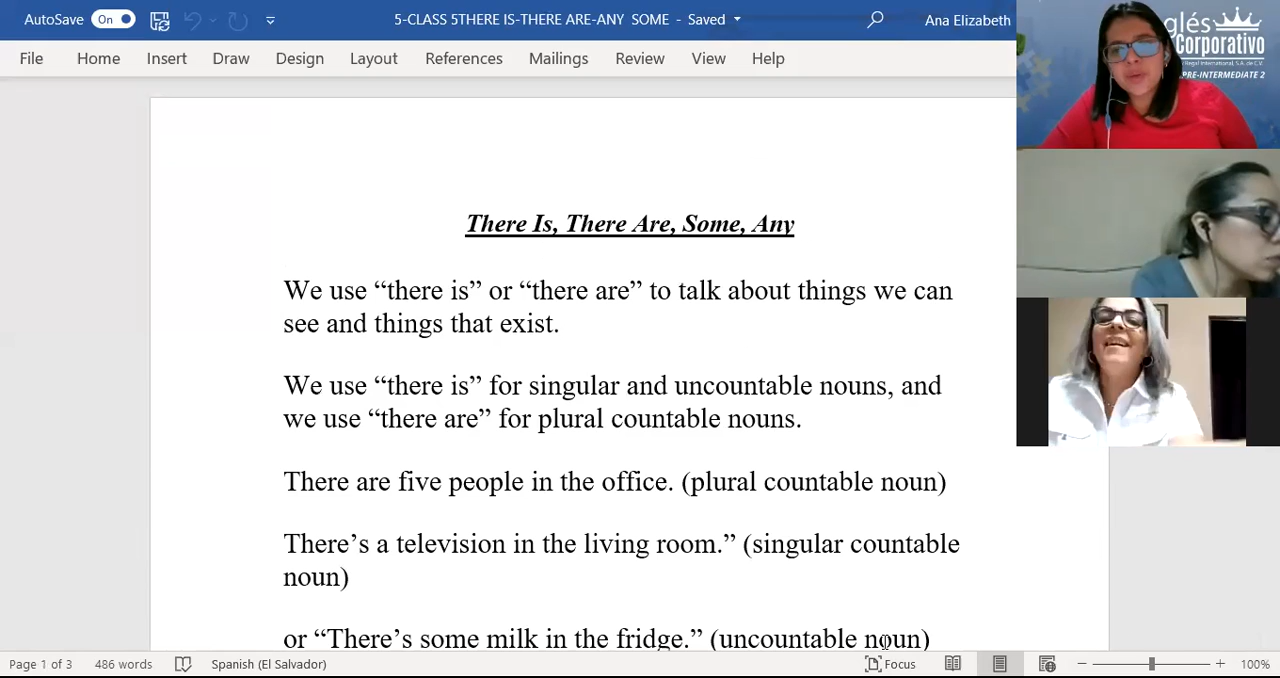 AutoSave On 5-CLASS 5THERE IS-THERE ARE-ANY SOME - Saved Ana Elizabeth
File Home Insert Draw Design Layout References Mailings Review View Help
glés
Corporativo
Regal International, S.A. de C.V.
PRE-INTERMEDIATE 2
There Is, There Are, Some, Any
We use “there is” or “there are” to talk about things we can
see and things that exist.
We use “there is” for singular and uncountable nouns, and
we use “there are” for plural countable nouns.
There are five people in the office. (plural countable noun)
There’s a television in the living room.” (singular countable
noun)
or “There’s some milk in the fridge.” (uncountable noun)
Page 1 of 3 486 words Spanish (El Salvador) Focus 100%